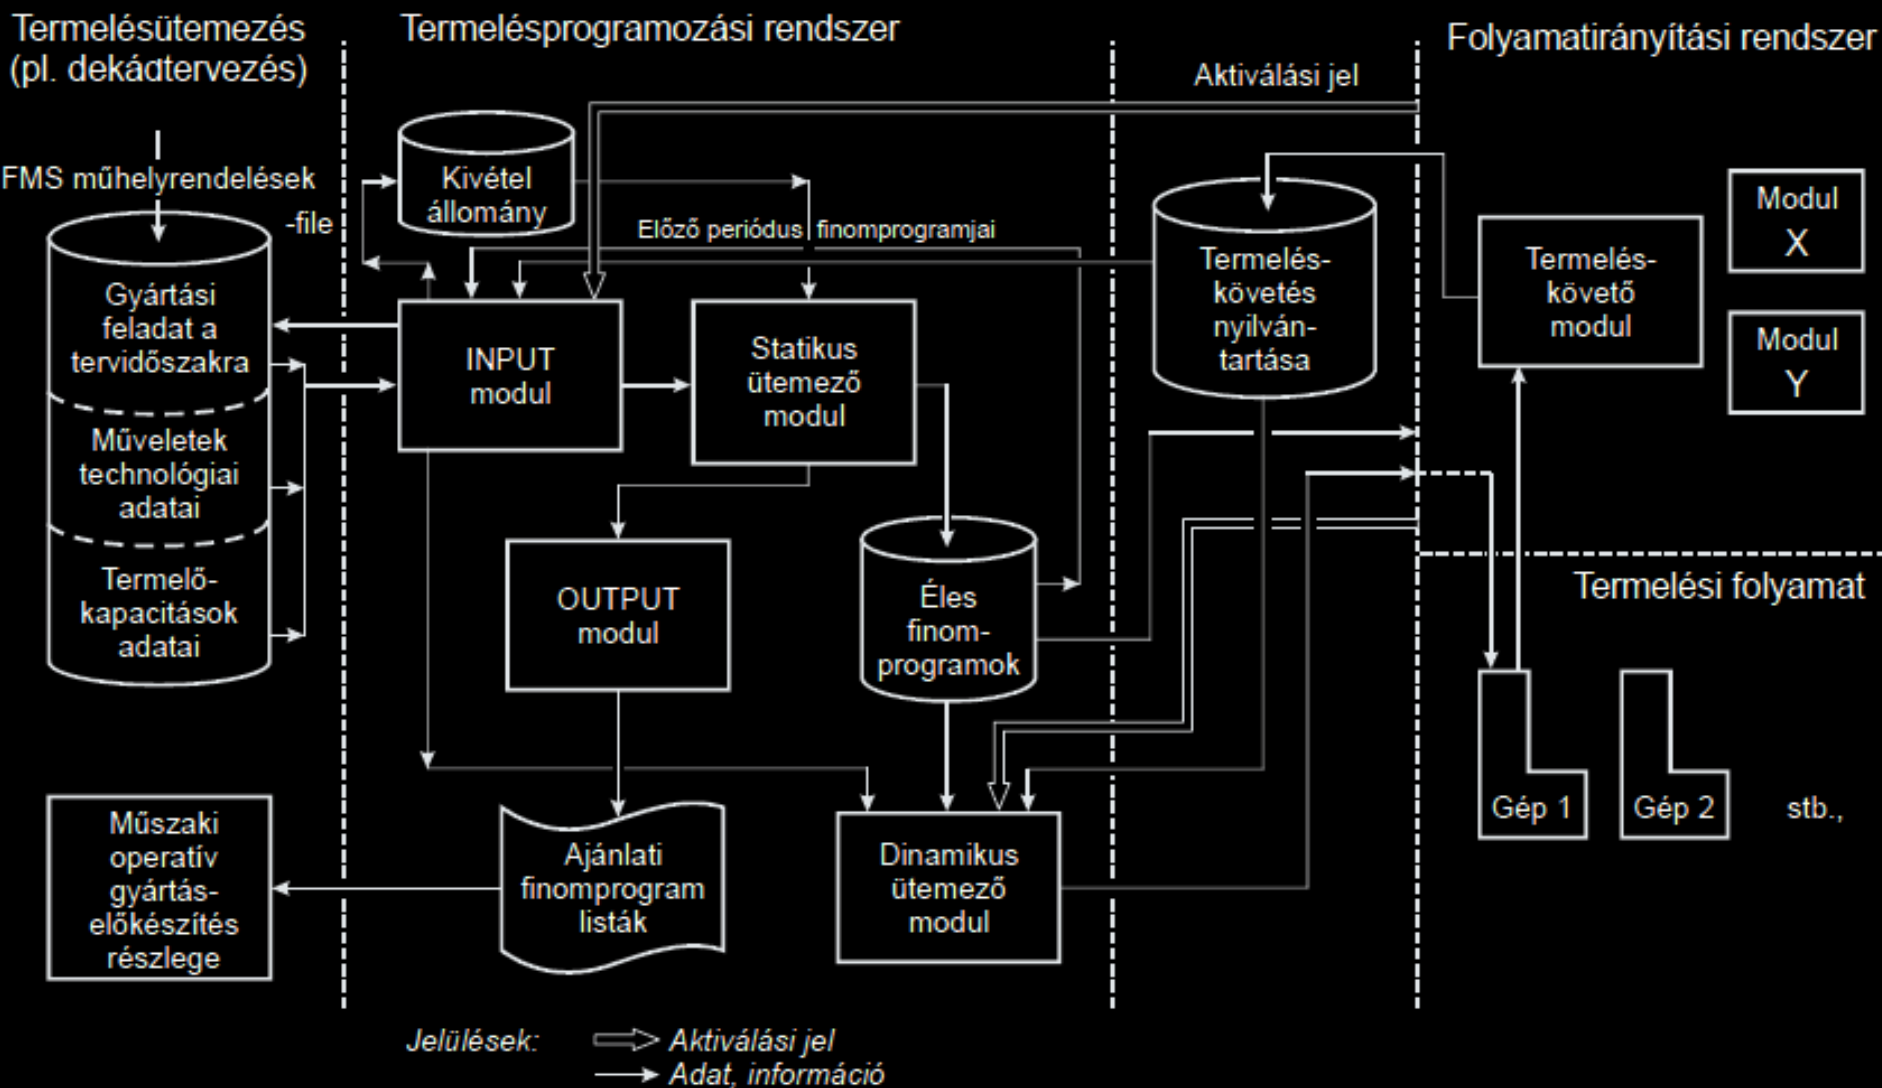 Termelésütemezés
(pl. dekádtervezés)
Termelésprogramozási rendszer
Folyamatirányítási rendszer
Aktiválási jel
FMS műhelyrendelések
-file
Kivétel
állomány
Előző periódus finomprogramjai
Gyártási
feladat a
tervidőszakra
Műveletek
technológiai
adatai
Termelő-
kapacitások
adatai
INPUT
modul
Statikus
ütemező
modul
Termelés-
követés
nyilván-
tartása
Termelés-
követő
modul
Modul
X
Modul
Y
OUTPUT
modul
Éles
finom-
programok
Termelési folyamat
Műszaki
operatív
gyártás-
előkészítés
részlege
Ajánlati
finomprogram
listák
Dinamikus
ütemező
modul
Gép 1
Gép 2
stb.,
Jelülések:
Aktiválási jel
Adat, információ